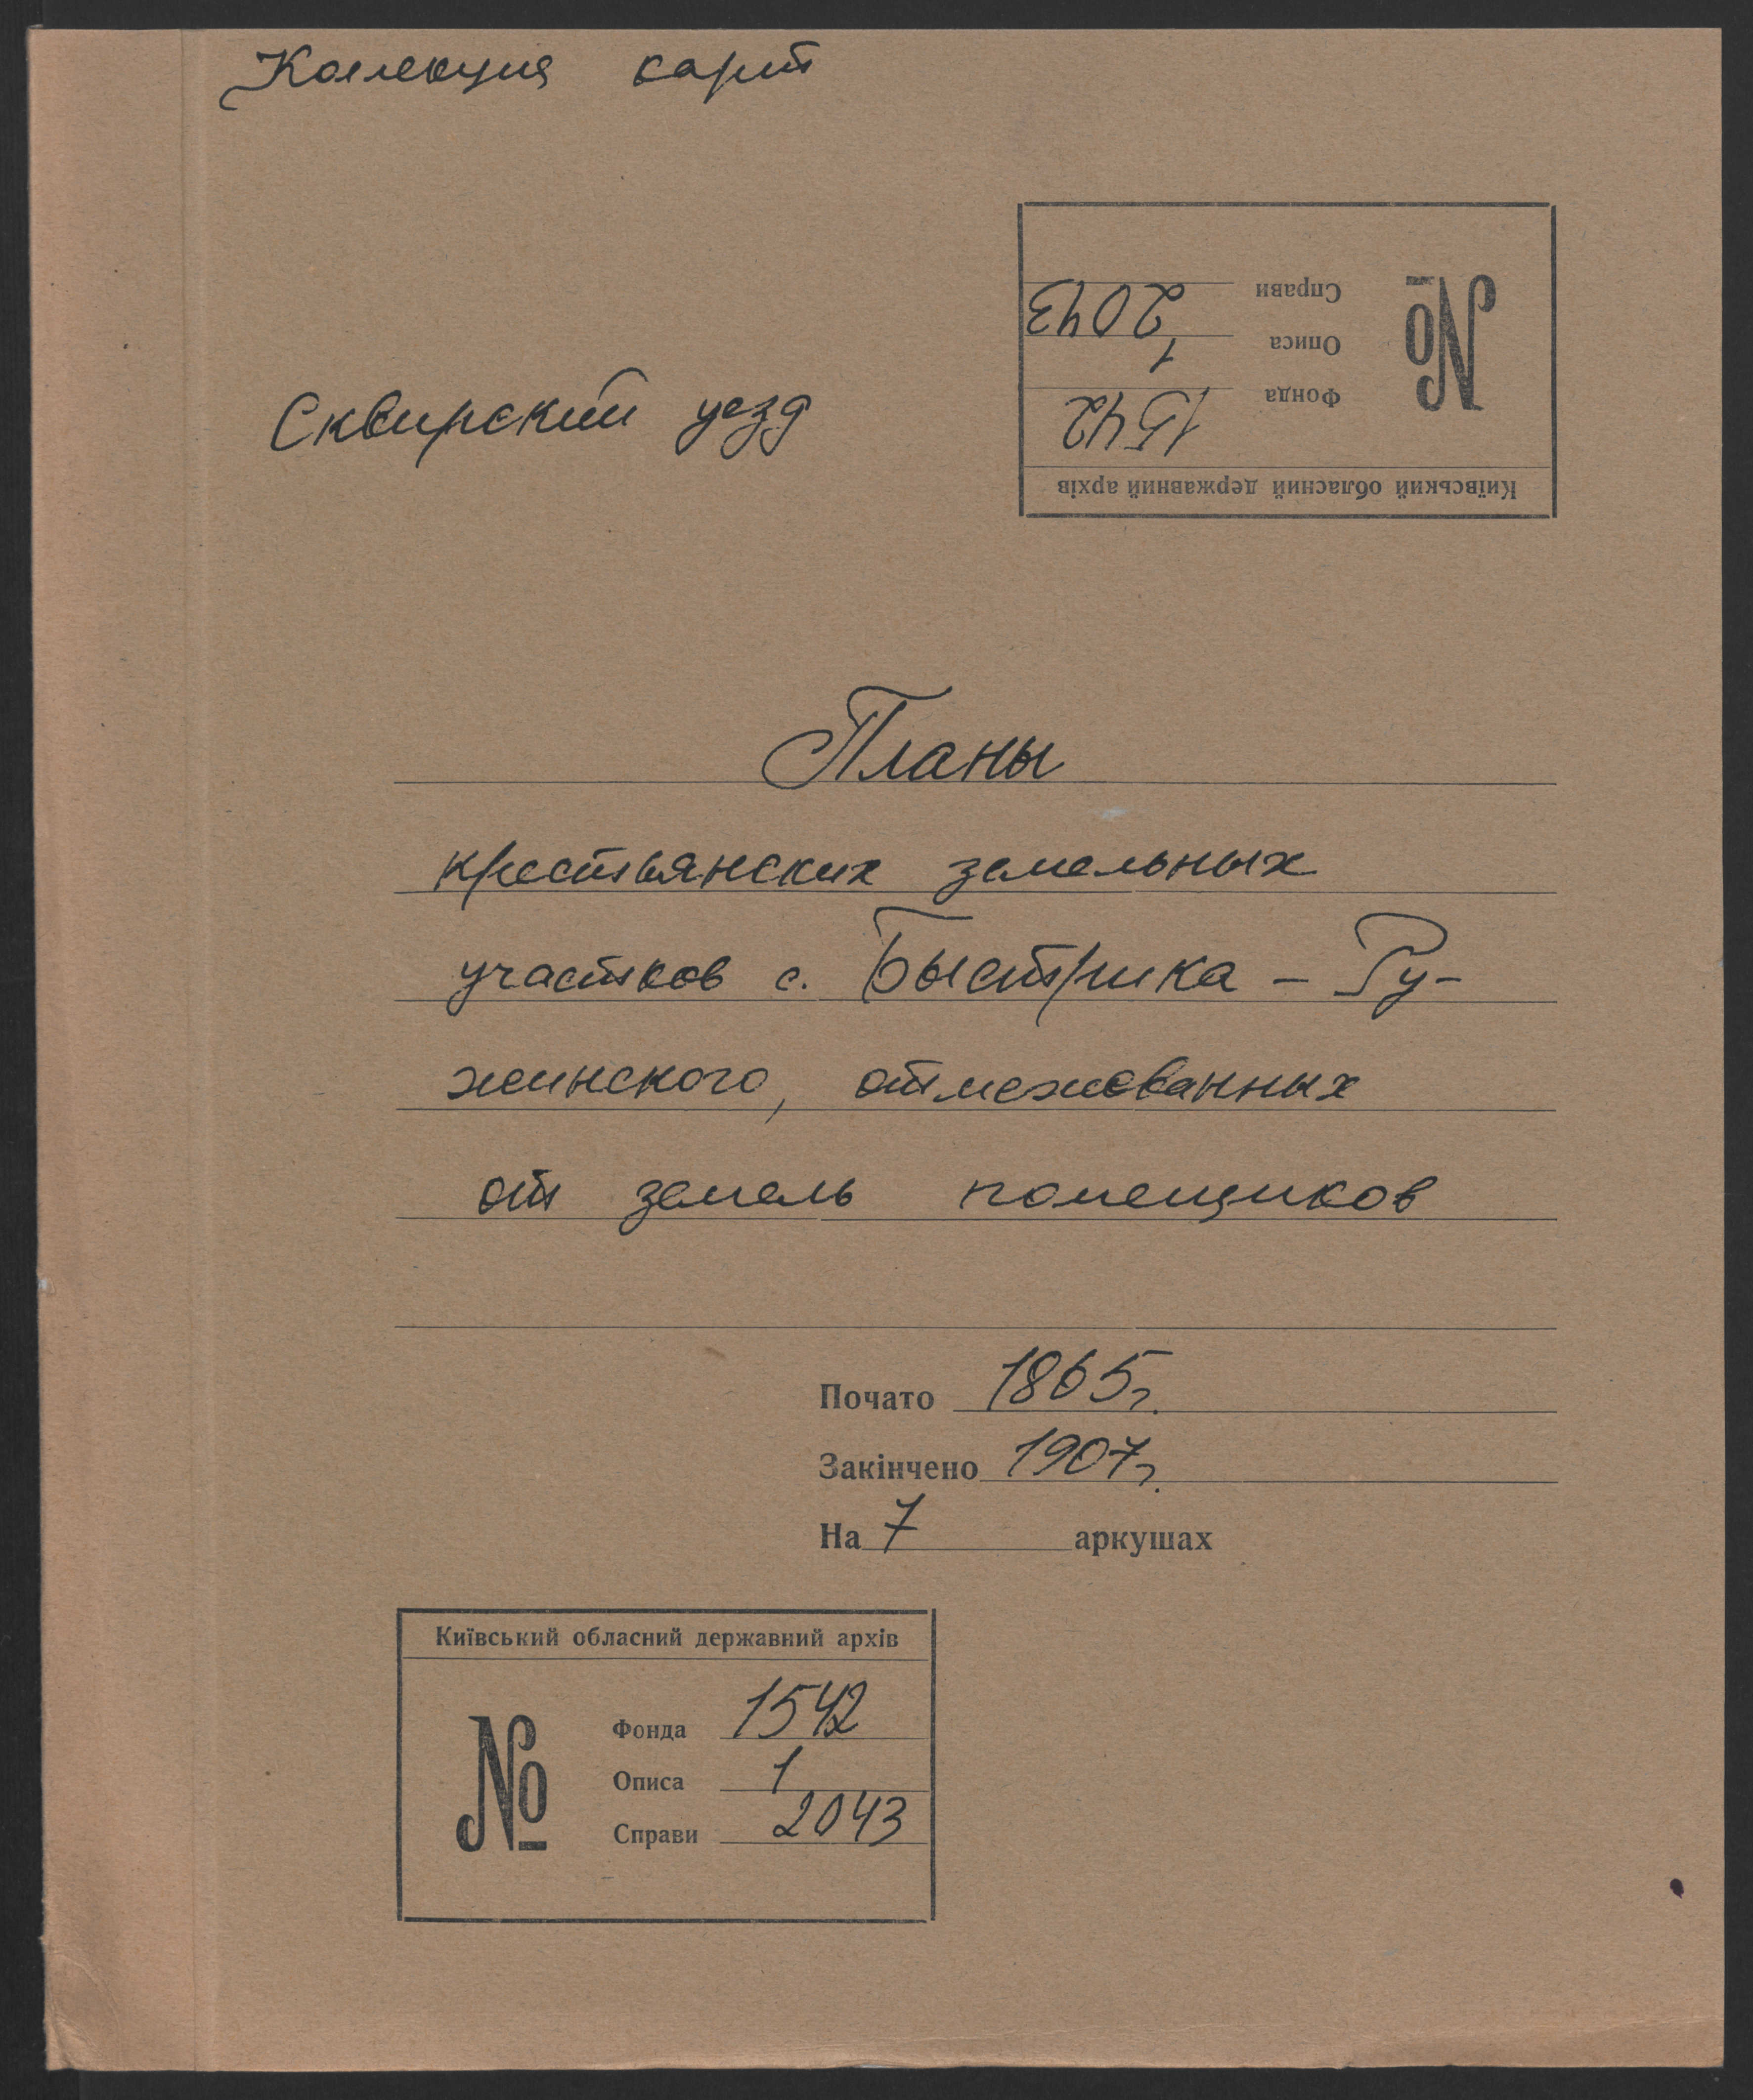 Коллекция карт
Справи 2043
Описа 1
№
Фонда 1542
Київський обласний державний архів
Сквирский уезд
Планы
крестьянских земельных
участков с. Быстрика – Ру-
жинского, отмежованных
от земель помещиков
Почато 1865 г.
Закінчено 1907 г.
На 7 аркушах
Київський обласний державний архів
Фонда 1542
№
Описа 1
Справи 2043